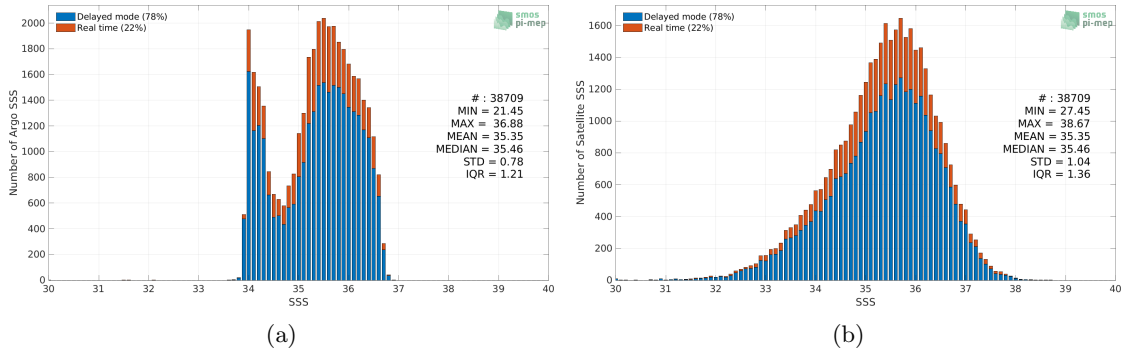 Delayed mode (78%)
Real time (22%)
smos
pi-mep
Number of Argo SSS
2000
1800
1600
1400
1200
1000
800
600
400
200
0
# : 38709
MIN = 21.45
MAX = 36.88
MEAN = 35.35
MEDIAN = 35.46
STD = 0.78
IQR = 1.21
30 31 32 33 34 35 36 37 38 39 40
SSS
(a)
Delayed mode (78%)
Real time (22%)
smos
pi-mep
Number of Satellite SSS
1600
1400
1200
1000
800
600
400
200
0
# : 38709
MIN = 27.45
MAX = 38.67
MEAN = 35.35
MEDIAN = 35.46
STD = 1.04
IQR = 1.36
30 31 32 33 34 35 36 37 38 39 40
SSS
(b)